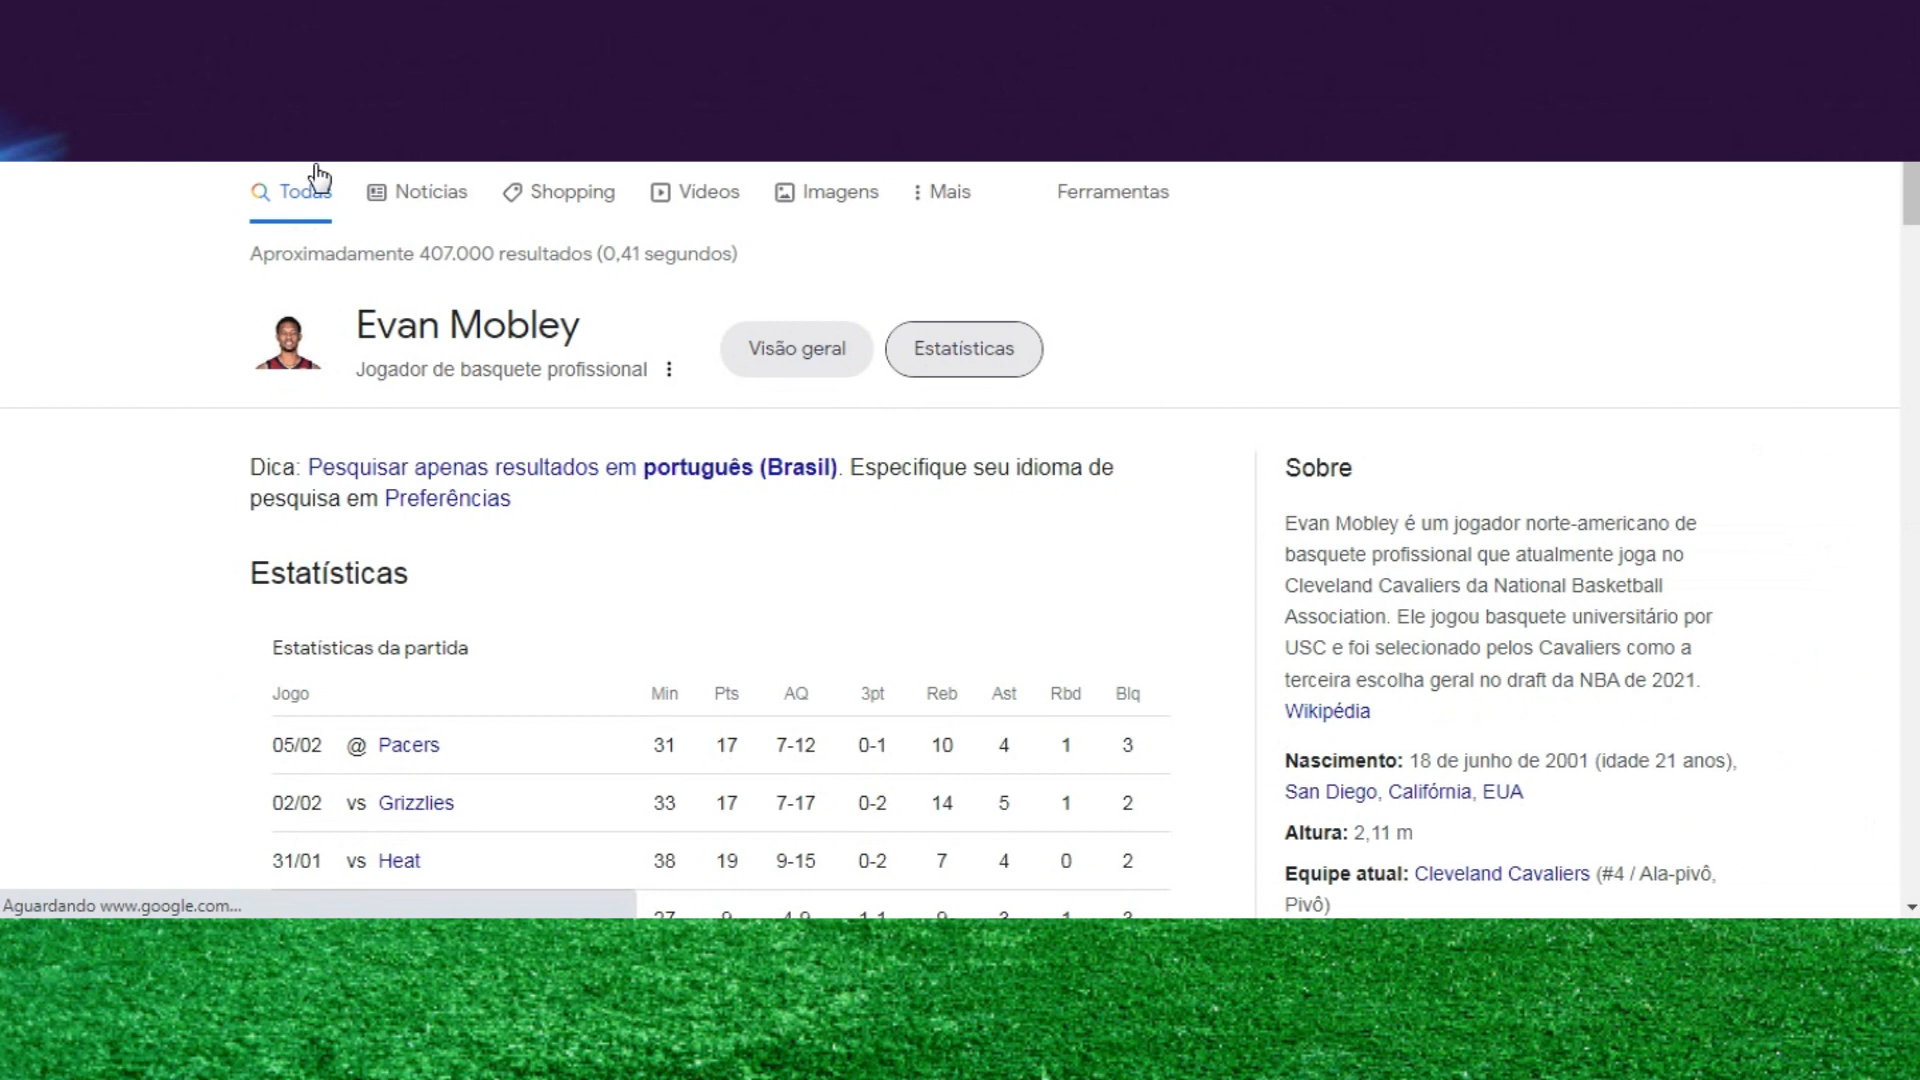 Todas Notícias Shopping Vídeos Imagens Mais Ferramentas
Aproximadamente 407.000 resultados (0,41 segundos)
Evan Mobley
Jogador de basquete profissional
Visão geral Estatísticas
Dica: Pesquisar apenas resultados em português (Brasil). Especifique seu idioma de
pesquisa em Preferências
Estatísticas
Estatísticas da partida
Jogo Min Pts AQ 3pt Reb Ast Rbd Blq
05/02 @ Pacers 31 17 7-12 0-1 10 4 1 3
02/02 vs Grizzlies 33 17 7-17 0-2 14 5 1 2
31/01 vs Heat 38 19 9-15 0-2 7 4 0 2
Sobre
Evan Mobley é um jogador norte-americano de
basquete profissional que atualmente joga no
Cleveland Cavaliers da National Basketball
Association. Ele jogou basquete universitário por
USC e foi selecionado pelos Cavaliers como a
terceira escolha geral no draft da NBA de 2021.
Wikipédia
Nascimento: 18 de junho de 2001 (idade 21 anos),
San Diego, Califórnia, EUA
Altura: 2,11 m
Equipe atual: Cleveland Cavaliers (#4 / Ala-pivô,
Pivô)
Aguardando www.google.com...